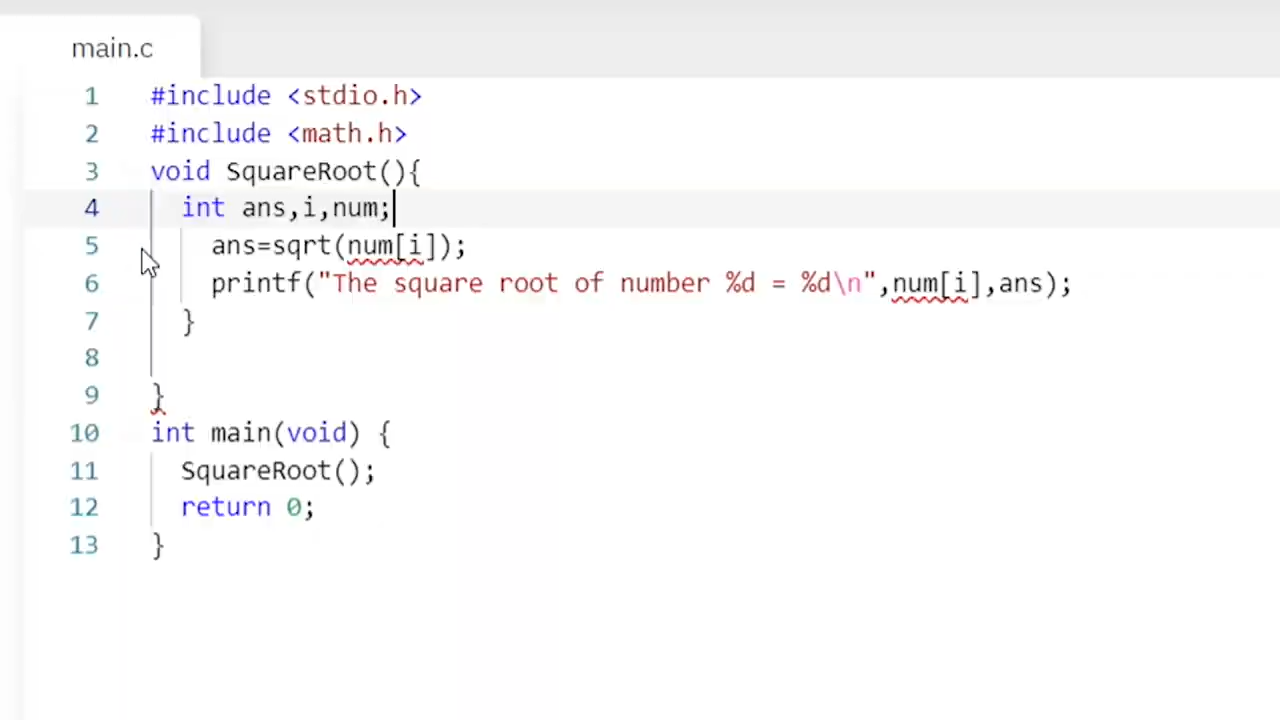 main.c
1 #include <stdio.h>
2 #include <math.h>
3 void SquareRoot(){
4 int ans,i,num;
5 ans=sqrt(num[i]);
6 printf("The square root of number %d = %d\n",num[i],ans);
7 }
8
9 }
10 int main(void) {
11 SquareRoot();
12 return 0;
13 }